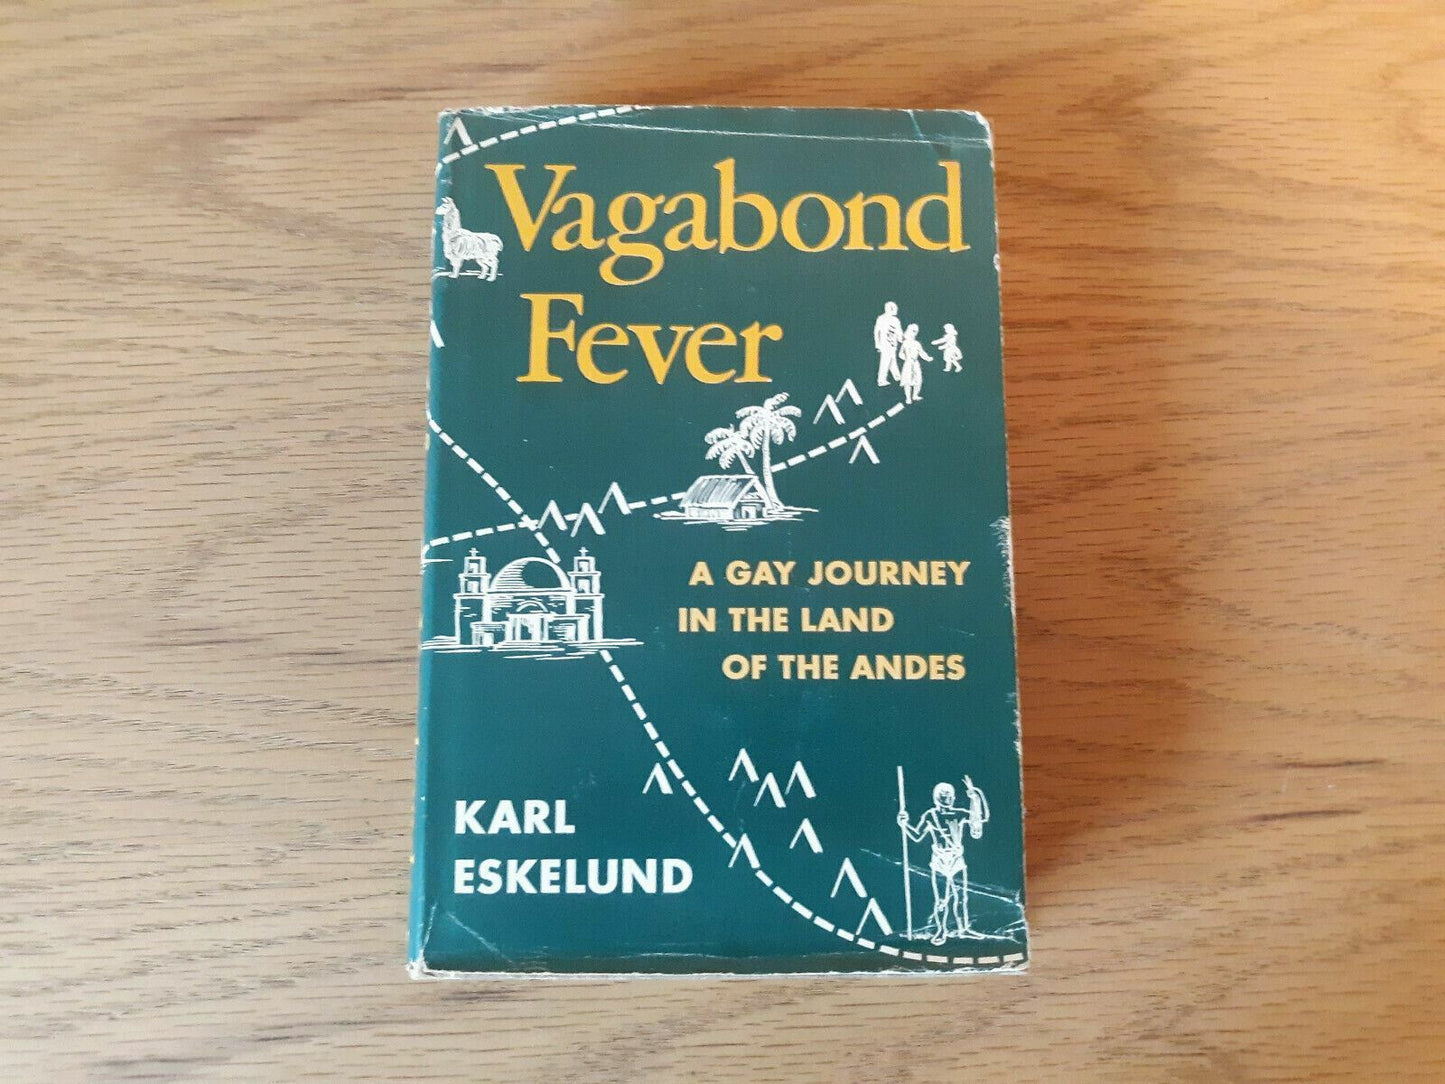 Vagabond
Fever
A GAY JOURNEY
IN THE LAND
OF THE ANDES
KARL
ESKELUND